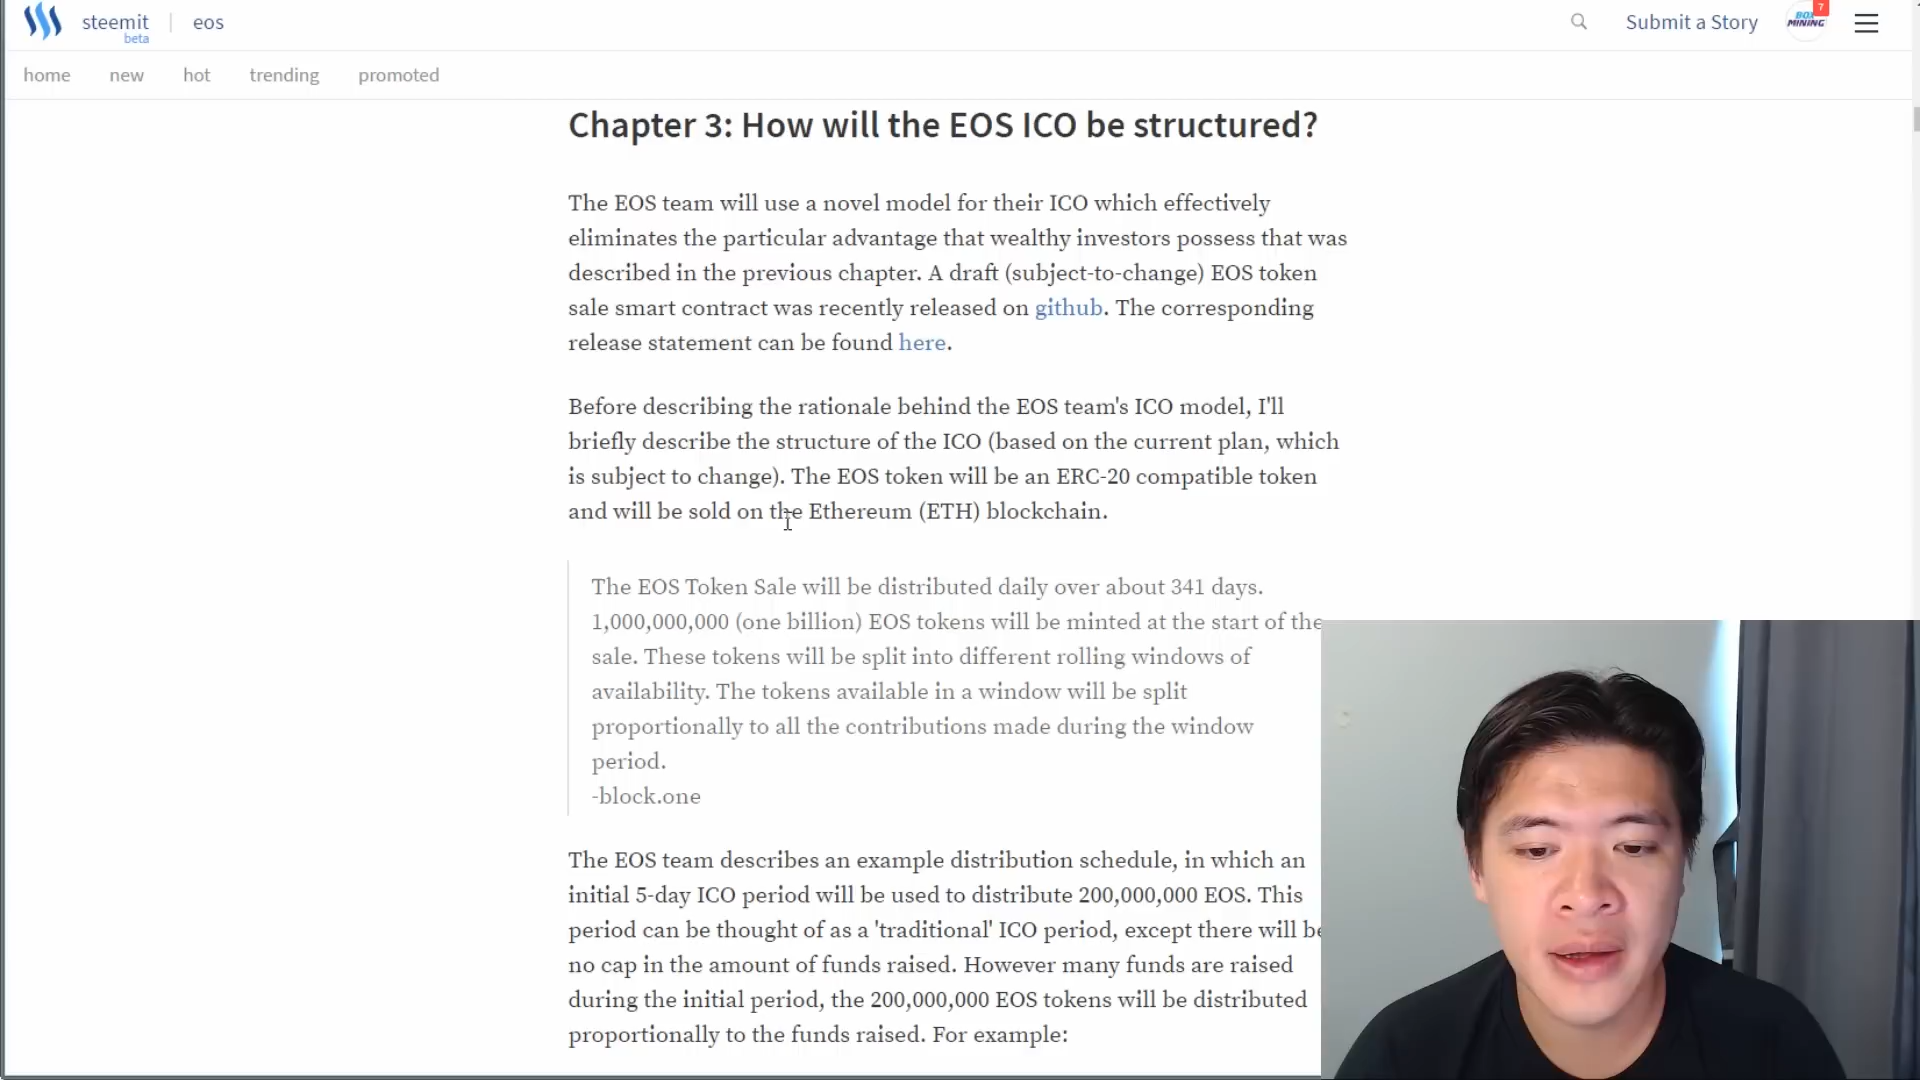 steemit
beta
eos
Submit a Story
BOX
MINING
7
home new hot trending promoted
Chapter 3: How will the EOS ICO be structured?
The EOS team will use a novel model for their ICO which effectively
eliminates the particular advantage that wealthy investors possess that was
described in the previous chapter. A draft (subject-to-change) EOS token
sale smart contract was recently released on github. The corresponding
release statement can be found here.
Before describing the rationale behind the EOS team's ICO model, I'll
briefly describe the structure of the ICO (based on the current plan, which
is subject to change). The EOS token will be an ERC-20 compatible token
and will be sold on the Ethereum (ETH) blockchain.
The EOS Token Sale will be distributed daily over about 341 days.
1,000,000,000 (one billion) EOS tokens will be minted at the start of the
sale. These tokens will be split into different rolling windows of
availability. The tokens available in a window will be split
proportionally to all the contributions made during the window
period.
-block.one
The EOS team describes an example distribution schedule, in which an
initial 5-day ICO period will be used to distribute 200,000,000 EOS. This
period can be thought of as a 'traditional' ICO period, except there will be
no cap in the amount of funds raised. However many funds are raised
during the initial period, the 200,000,000 EOS tokens will be distributed
proportionally to the funds raised. For example: